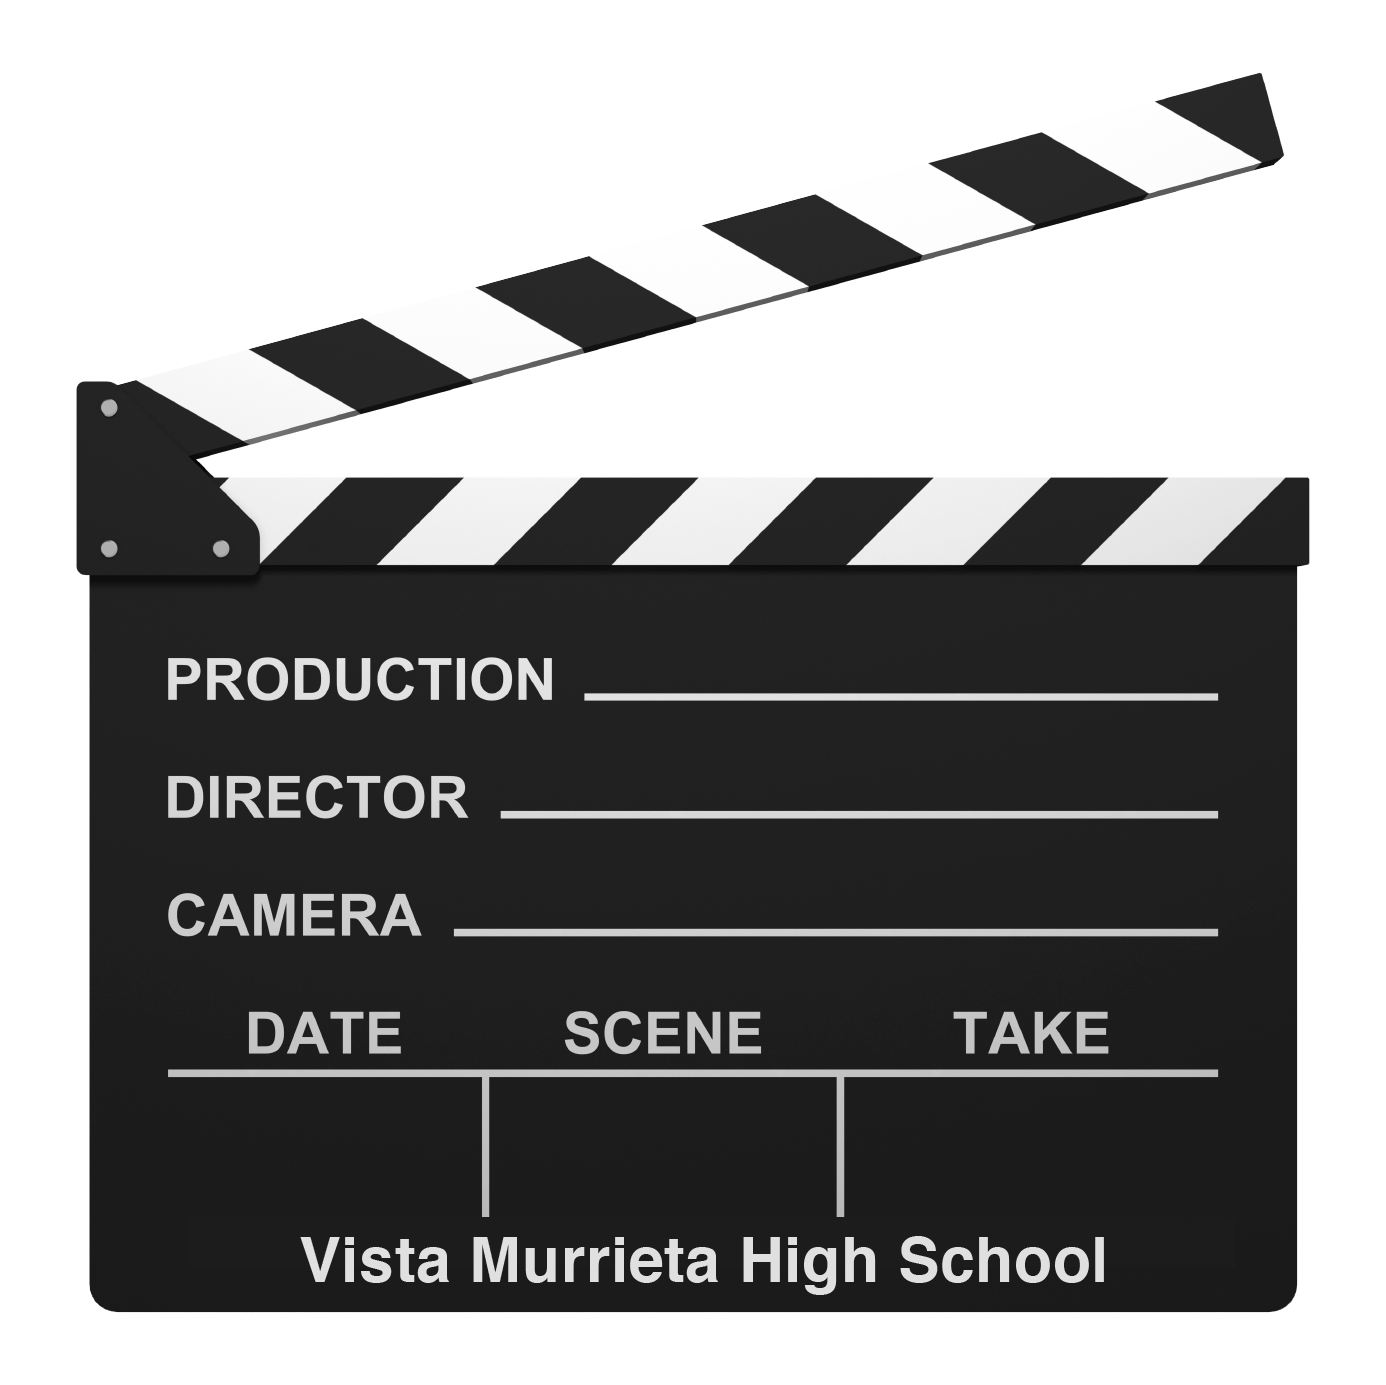 PRODUCTION
DIRECTOR
CAMERA
DATE SCENE TAKE
Vista Murrieta High School